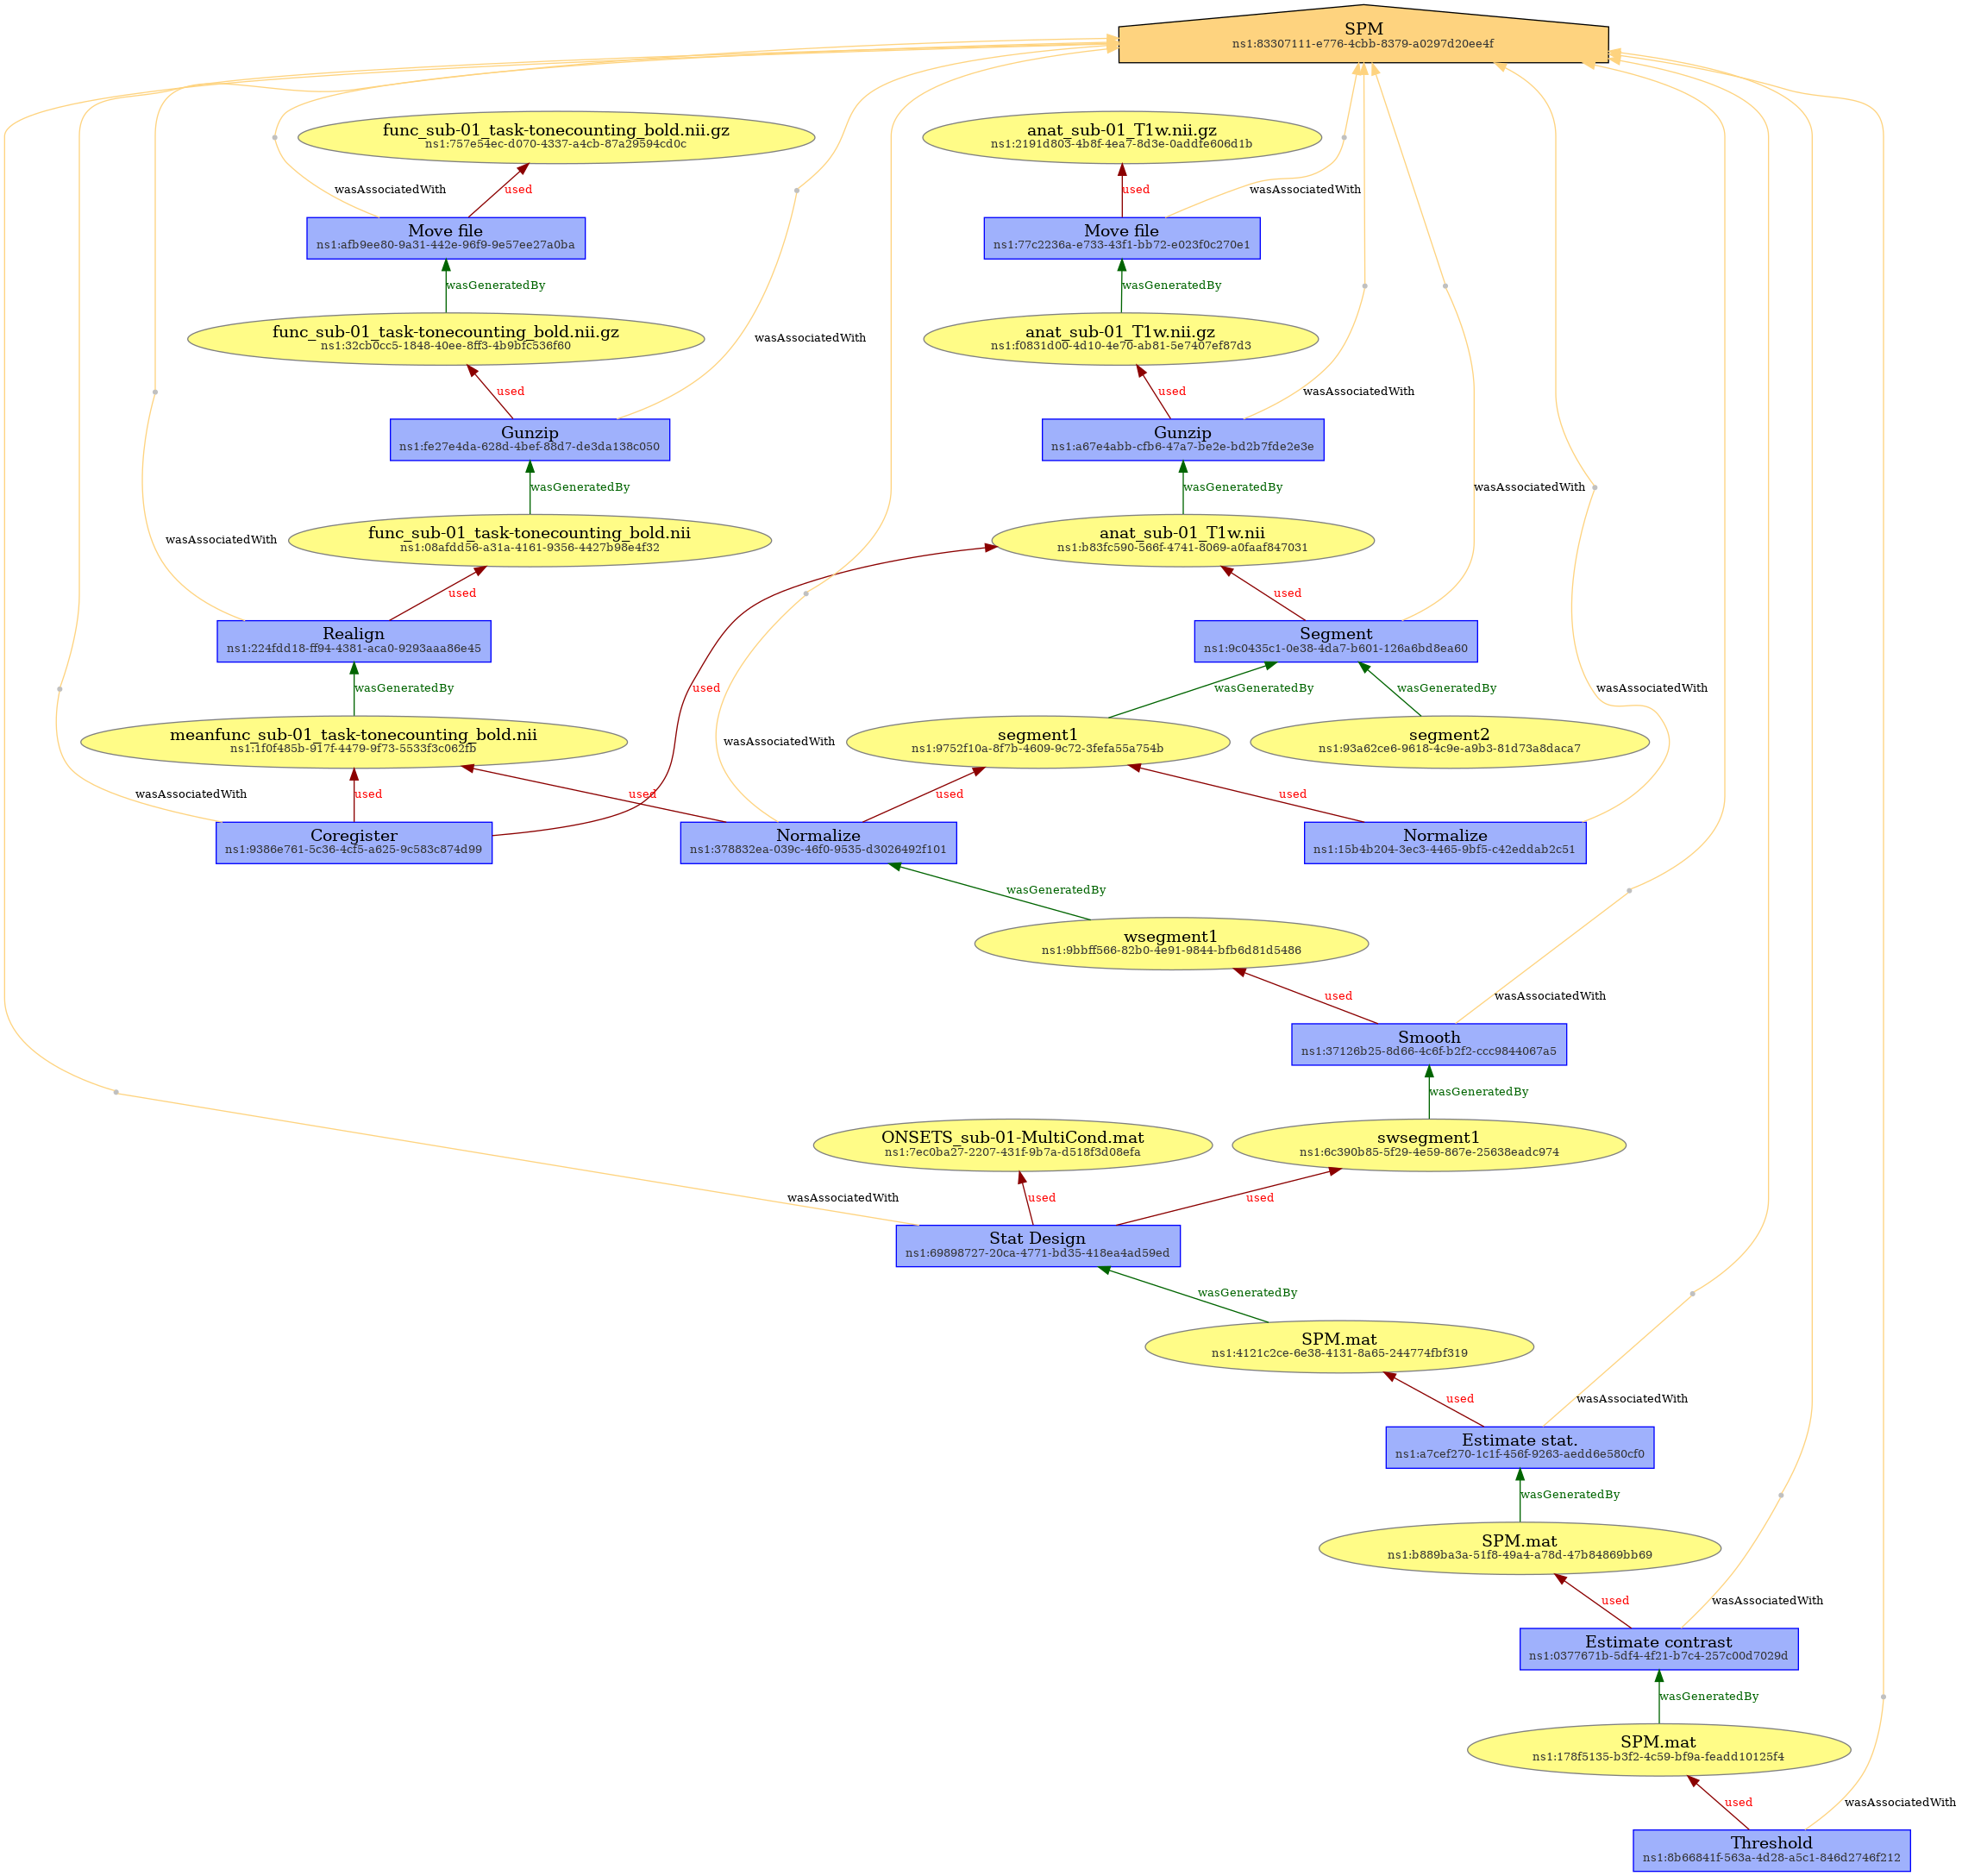 SPM
ns1:83307111-e776-4cbb-8379-a0297d20ee4f
func_sub-01_task-tonecounting_bold.nii.gz
ns1:757e54ec-d070-4337-a4cb-87a29594cd0c
anat_sub-01_T1w.nii.gz
ns1:2191d803-4b8f-4ea7-8d3e-0addfe606d1b
wasAssociatedWith
used
used
wasAssociatedWith
Move file
ns1:afb9ee80-9a31-442e-96f9-9e57ee27a0ba
Move file
ns1:77c2236a-e733-43f1-bb72-e023f0c270e1
wasGeneratedBy
wasGeneratedBy
func_sub-01_task-tonecounting_bold.nii.gz
ns1:32cb0cc5-1848-40ee-8ff3-4b9bfc536f60
anat_sub-01_T1w.nii.gz
ns1:f0831d00-4d10-4e70-ab81-5e7407ef87d3
wasAssociatedWith
used
used
wasAssociatedWith
Gunzip
ns1:fe27e4da-628d-4bef-88d7-de3da138c050
Gunzip
ns1:a67e4abb-cfb6-47a7-be2e-bd2b7fde2e3e
wasGeneratedBy
wasGeneratedBy
wasAssociatedWith
func_sub-01_task-tonecounting_bold.nii
ns1:08afdd56-a31a-4161-9356-4427b98e4f32
anat_sub-01_T1w.nii
ns1:b83fc590-566f-4741-8069-a0faaf847031
wasAssociatedWith
used
used
Realign
ns1:224fdd18-ff94-4381-aca0-9293aaa86e45
Segment
ns1:9c0435c1-0e38-4da7-b601-126a6bd8ea60
wasGeneratedBy
used
wasGeneratedBy
wasGeneratedBy
wasAssociatedWith
meanfunc_sub-01_task-tonecounting_bold.nii
ns1:1f0f485b-917f-4479-9f73-5533f3c062fb
wasAssociatedWith
segment1
ns1:9752f10a-8f7b-4609-9c72-3fefa55a754b
segment2
ns1:93a62ce6-9618-4c9e-a9b3-81d73a8daca7
wasAssociatedWith
used
used
used
used
Coregister
ns1:9386e761-5c36-4cf5-a625-9c583c874d99
Normalize
ns1:378832ea-039c-46f0-9535-d3026492f101
Normalize
ns1:15b4b204-3ec3-4465-9bf5-c42eddab2c51
wasGeneratedBy
wsegment1
ns1:9bbff566-82b0-4e91-9844-bfb6d81d5486
used
wasAssociatedWith
Smooth
ns1:37126b25-8d66-4c6f-b2f2-ccc9844067a5
wasGeneratedBy
ONSETS_sub-01-MultiCond.mat
ns1:7ec0ba27-2207-431f-9b7a-d518f3d08efa
swsegment1
ns1:6c390b85-5f29-4e59-867e-25638eadc974
wasAssociatedWith
used
used
Stat Design
ns1:69898727-20ca-4771-bd35-418ea4ad59ed
wasGeneratedBy
SPM.mat
ns1:4121c2ce-6e38-4131-8a65-244774fbf319
used
wasAssociatedWith
Estimate stat.
ns1:a7cef270-1c1f-456f-9263-aedd6e580cf0
wasGeneratedBy
SPM.mat
ns1:b889ba3a-51f8-49a4-a78d-47b84869bb69
used
wasAssociatedWith
Estimate contrast
ns1:0377671b-5df4-4f21-b7c4-257c00d7029d
wasGeneratedBy
SPM.mat
ns1:178f5135-b3f2-4c59-bf9a-feadd10125f4
used
wasAssociatedWith
Threshold
ns1:8b66841f-563a-4d28-a5c1-846d2746f212